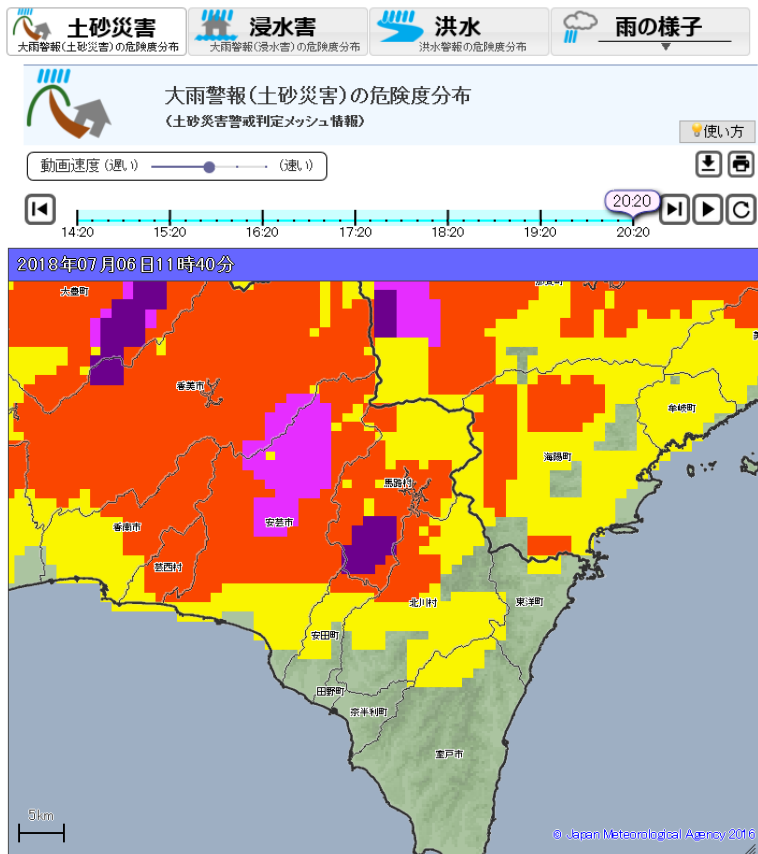 土砂災害
大雨警報(土砂災害)の危険度分布
浸水害
大雨警報(浸水害)の危険度分布
洪水
洪水警報の危険度分布
雨の様子
▼
大雨警報(土砂災害)の危険度分布
(土砂災害警戒判定メッシュ情報)
使い方
動画速度(遅い) (速い)
20:20
14:20 15:20 16:20 17:20 18:20 19:20 20:20
2018年07月06日11時40分
大豊町
香美市
牟岐町
海陽町
馬路村
安芸市
香南市
芸西村
北川村
東洋町
安田町
田野町
奈半利町
室戸市
5km
© Japan Meteorological Agency 2016